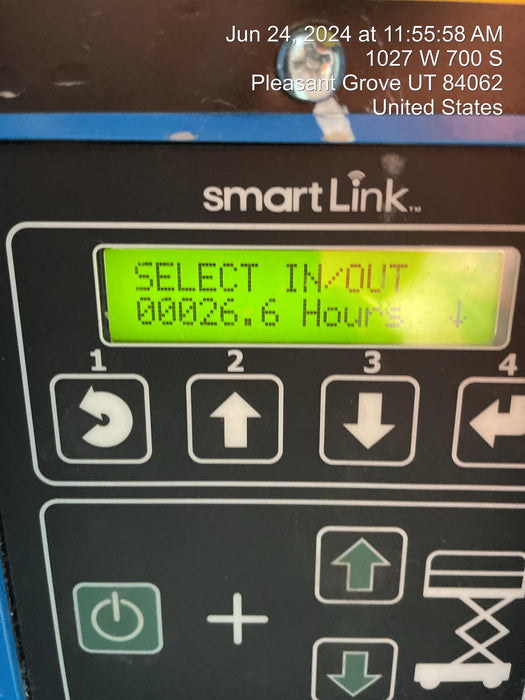 Jun 24, 2024 at 11:55:58 AM
1027 W 700 S
Pleasant Grove UT 84062
United States
smartLink™
SELECT IN/OUT
00026.6 Hours ↓
1 2 3 4